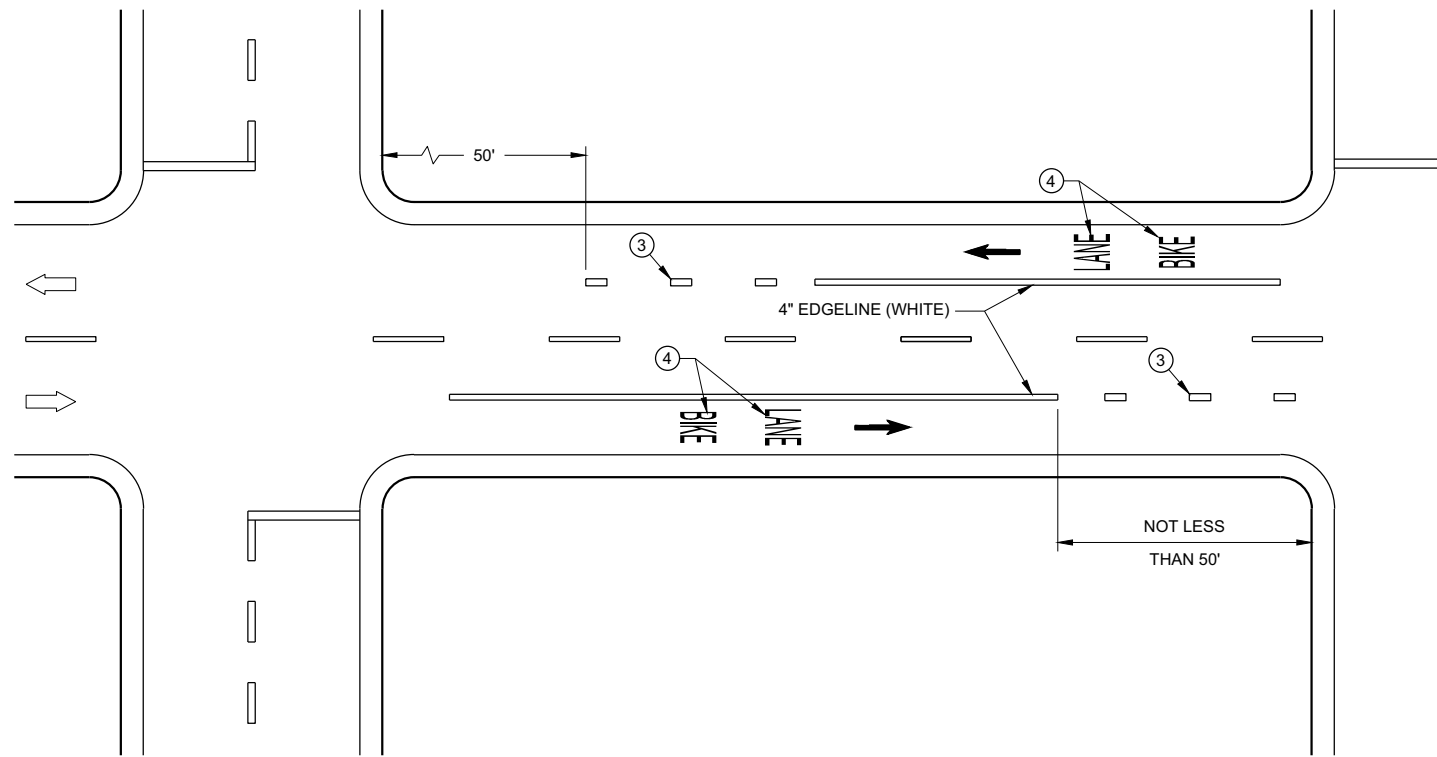 50'
4
3
LANE
BIKE
4" EDGELINE (WHITE)
4
3
BIKE
LANE
NOT LESS
THAN 50'